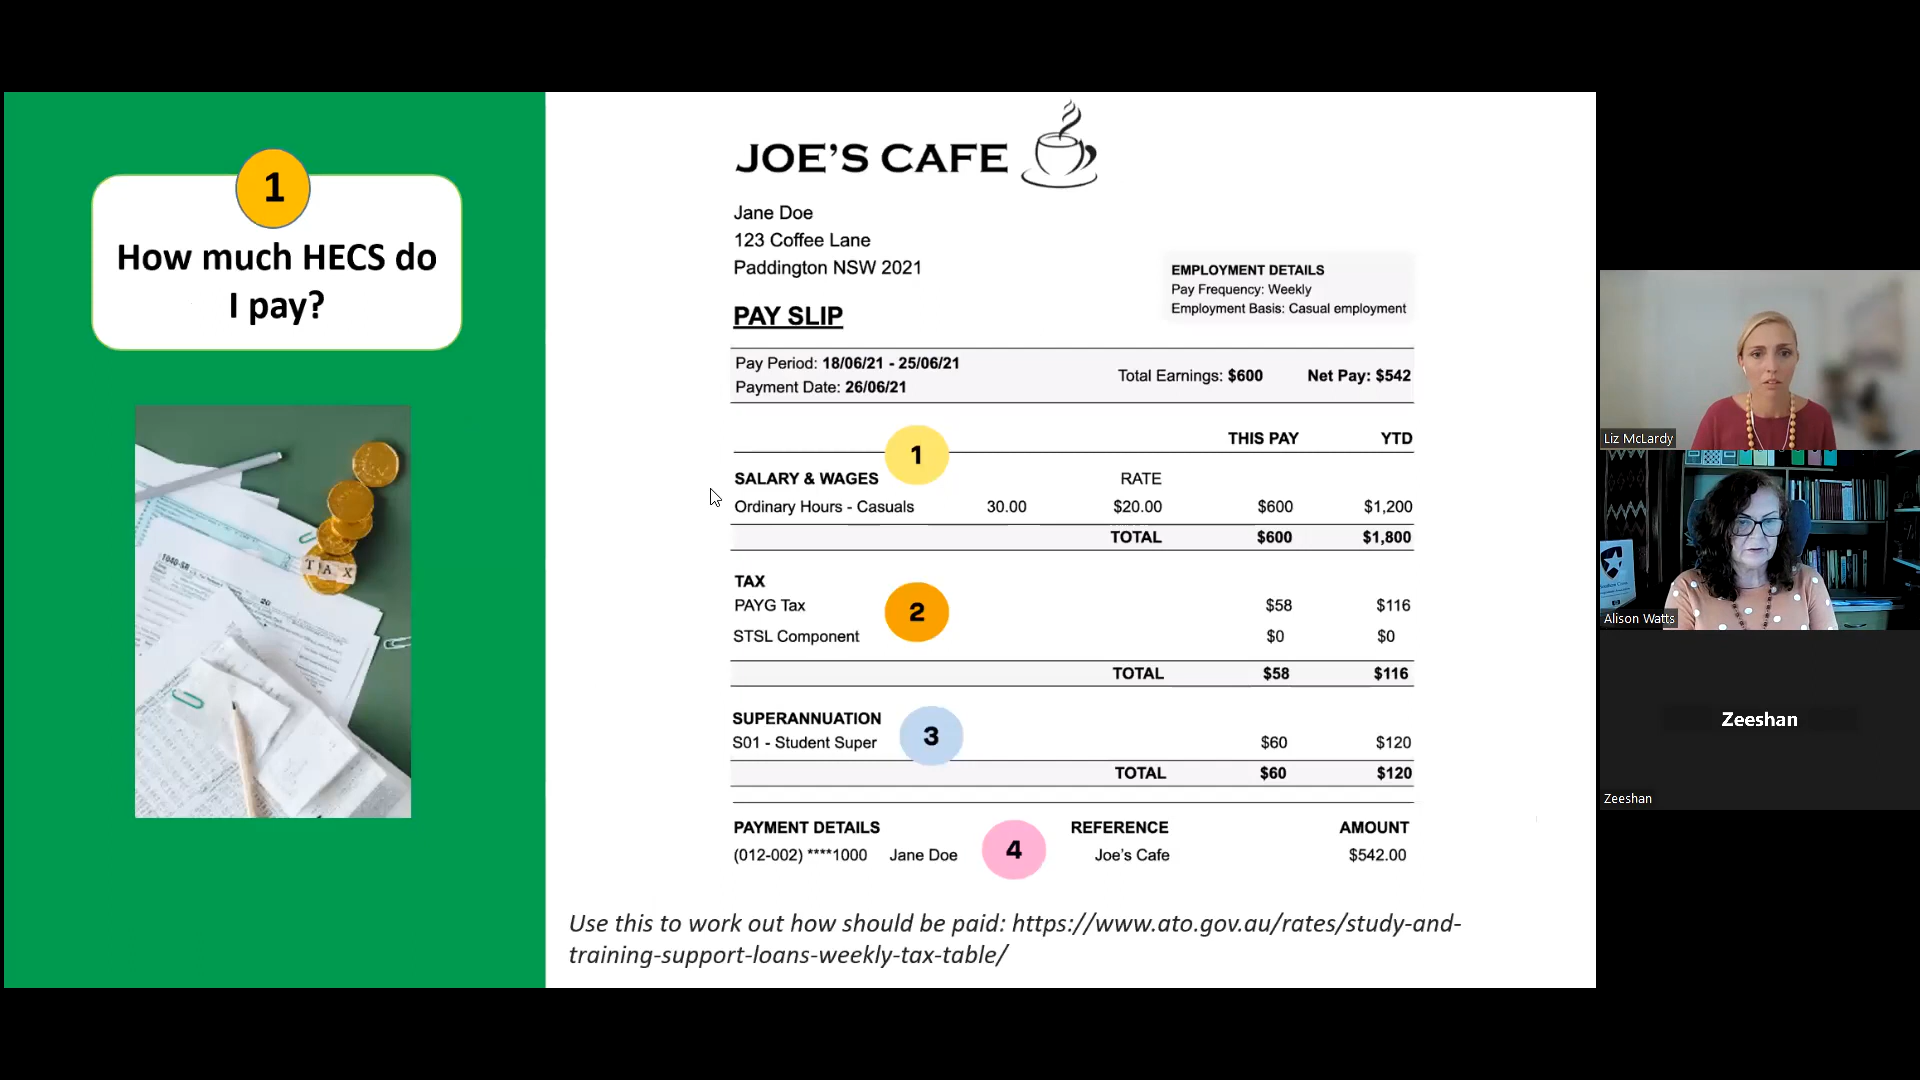 1
How much HECS do
I pay?
TAX
JOE'S CAFE
Jane Doe
123 Coffee Lane
Paddington NSW 2021
EMPLOYMENT DETAILS
Pay Frequency: Weekly
Employment Basis: Casual employment
PAY SLIP
Pay Period: 18/06/21 - 25/06/21
Payment Date: 26/06/21
Total Earnings: $600 Net Pay: $542
THIS PAY YTD
1
SALARY & WAGES RATE
Ordinary Hours - Casuals 30.00 $20.00 $600 $1,200
TOTAL $600 $1,800
TAX
PAYG Tax $58 $116
2
STSL Component $0 $0
TOTAL $58 $116
SUPERANNUATION
3
S01 - Student Super $60 $120
TOTAL $60 $120
PAYMENT DETAILS REFERENCE AMOUNT
4
(012-002) ****1000 Jane Doe Joe's Cafe $542.00
Use this to work out how should be paid: https://www.ato.gov.au/rates/study-and-
training-support-loans-weekly-tax-table/
Liz McLardy
Alison Watts
Zeeshan
Zeeshan